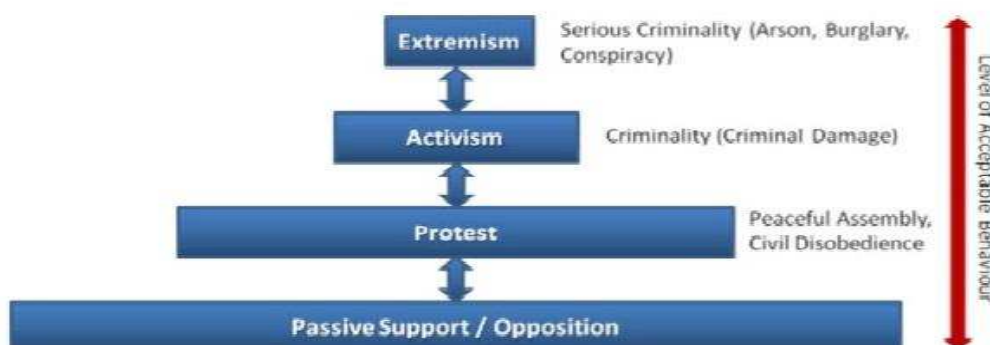 Extremism
Serious Criminality (Arson, Burglary,
Conspiracy)
Activism
Criminality (Criminal Damage)
Protest
Peaceful Assembly,
Civil Disobedience
Passive Support / Opposition
Level of Acceptable Behaviour